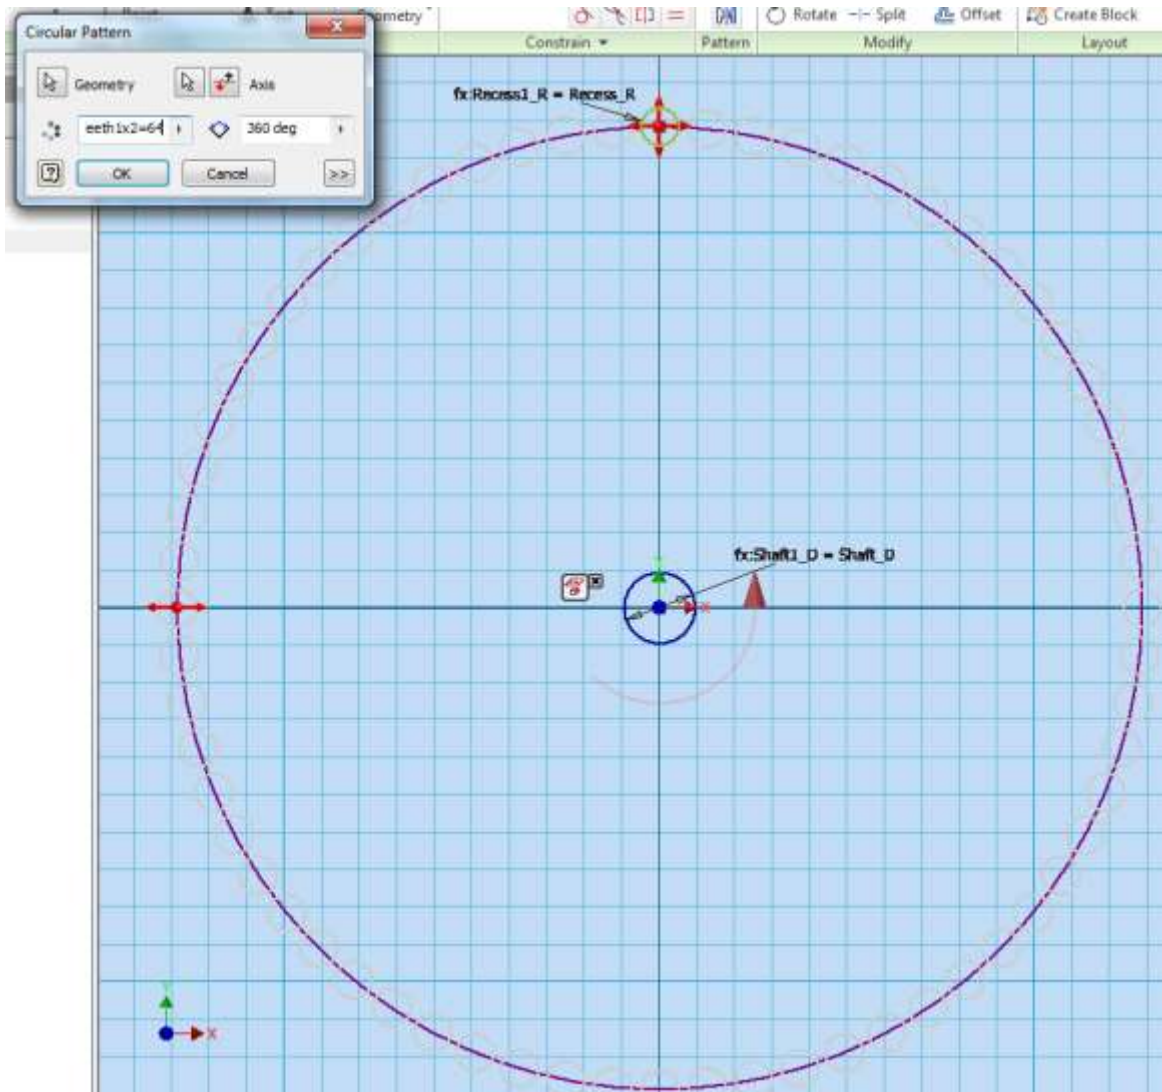 Geometry
Rotate
Split
Offset
Create Block
Constrain
Pattern
Modify
Layout
Circular Pattern
Geometry
Axis
eeth1x2=64
360 deg
?
OK
Cancel
>>
fx:Recess1_R = Recess_R
fx:Shaft1_D = Shaft_D
X
Y
X